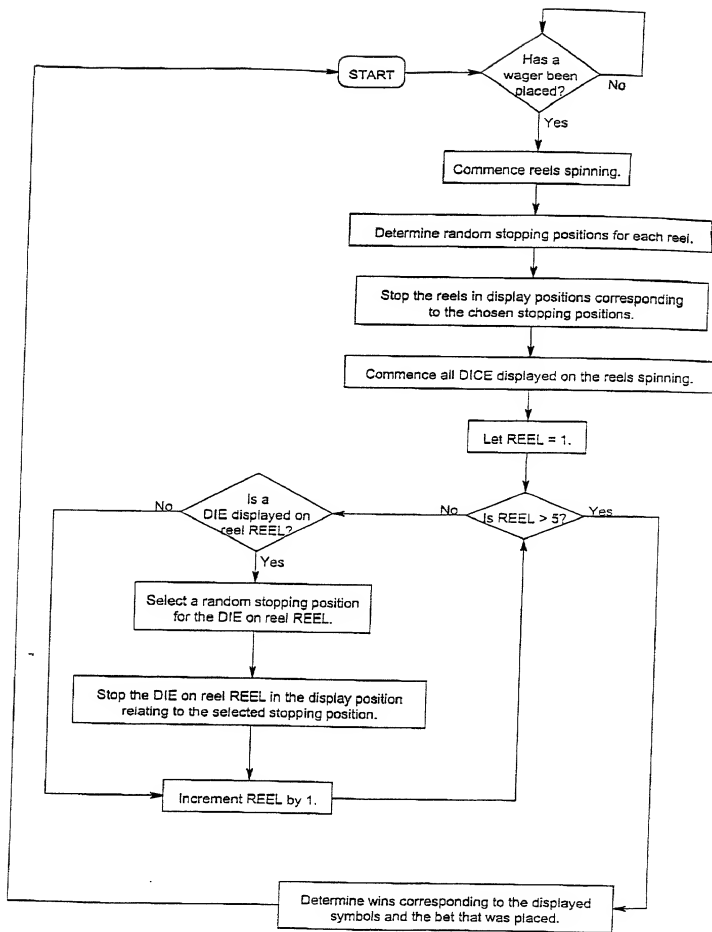 START
Has a
wager been
placed?
No
Yes
Commence reels spinning.
Determine random stopping positions for each reel.
Stop the reels in display positions corresponding
to the chosen stopping positions.
Commence all DICE displayed on the reels spinning.
Let REEL = 1.
Is REEL > 5?
No
Yes
Is a
DIE displayed on
reel REEL?
No
Yes
Select a random stopping position
for the DIE on reel REEL.
Stop the DIE on reel REEL in the display position
relating to the selected stopping position.
Increment REEL by 1.
Determine wins corresponding to the displayed
symbols and the bet that was placed.